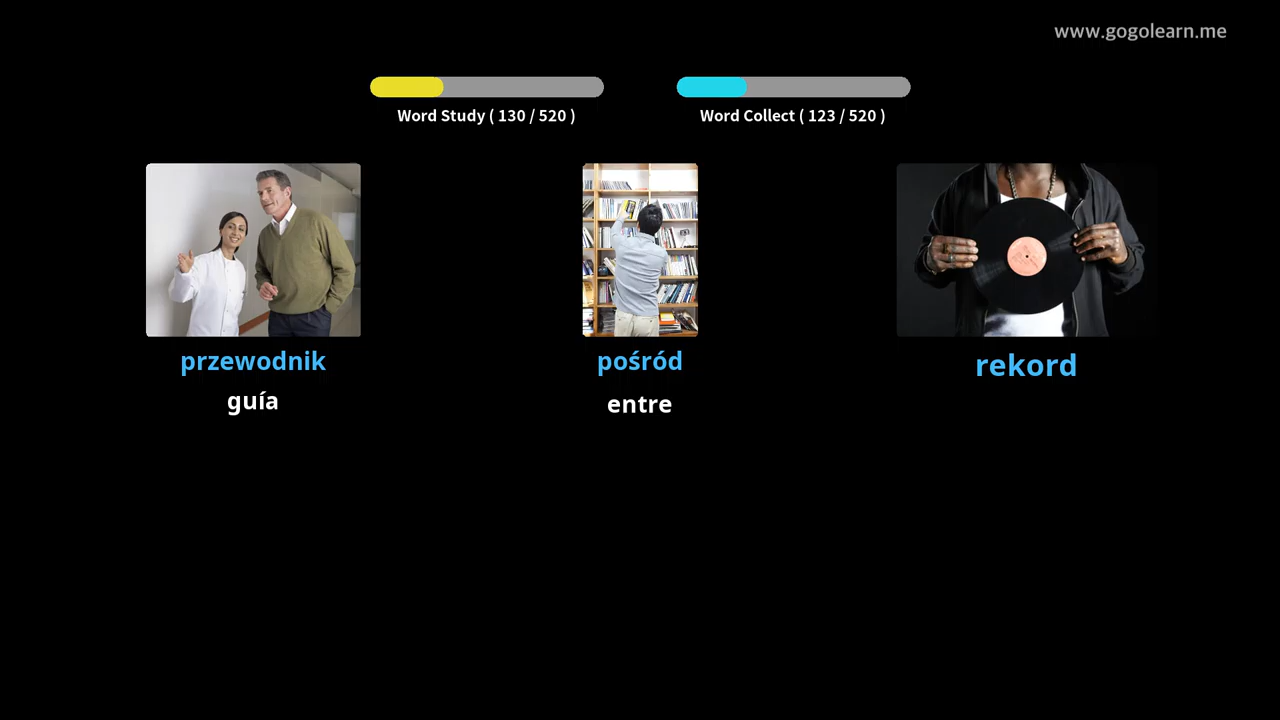 www.gogolearn.me
Word Study ( 130 / 520 )
Word Collect ( 123 / 520 )
przewodnik
pośród
rekord
guía
entre